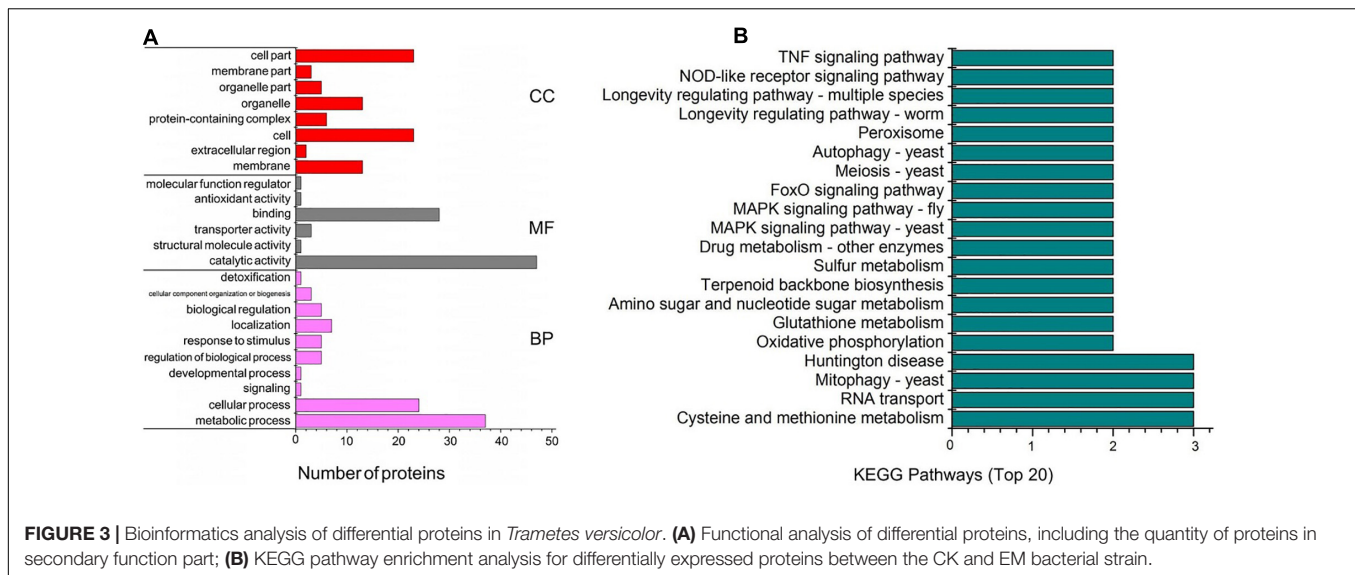 A
cell part
membrane part
organelle part
organelle
protein-containing complex
cell
extracellular region
membrane
CC
molecular function regulator
antioxidant activity
binding
transporter activity
structural molecule activity
catalytic activity
MF
detoxification
cellular component organization or biogenesis
biological regulation
localization
response to stimulus
regulation of biological process
developmental process
signaling
cellular process
metabolic process
BP
0 10 20 30 40 50
Number of proteins
B
TNF signaling pathway
NOD-like receptor signaling pathway
Longevity regulating pathway - multiple species
Longevity regulating pathway - worm
Peroxisome
Autophagy - yeast
Meiosis - yeast
FoxO signaling pathway
MAPK signaling pathway - fly
MAPK signaling pathway - yeast
Drug metabolism - other enzymes
Sulfur metabolism
Terpenoid backbone biosynthesis
Amino sugar and nucleotide sugar metabolism
Glutathione metabolism
Oxidative phosphorylation
Huntington disease
Mitophagy - yeast
RNA transport
Cysteine and methionine metabolism
0 1 2 3
KEGG Pathways (Top 20)
FIGURE 3 | Bioinformatics analysis of differential proteins in Trametes versicolor. (A) Functional analysis of differential proteins, including the quantity of proteins in
secondary function part; (B) KEGG pathway enrichment analysis for differentially expressed proteins between the CK and EM bacterial strain.